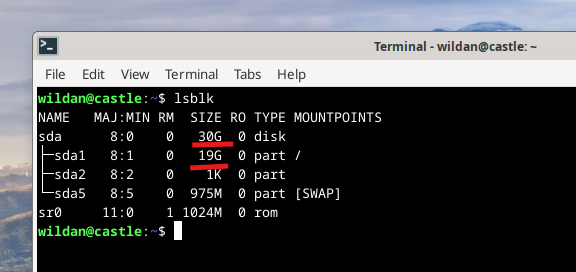 Terminal - wildan@castle: ~
File Edit View Terminal Tabs Help
wildan@castle:~$ lsblk
NAME   MAJ:MIN RM  SIZE RO TYPE MOUNTPOINTS
sda      8:0    0   30G  0 disk
├─sda1   8:1    0   19G  0 part /
├─sda2   8:2    0    1K  0 part
└─sda5   8:5    0  975M  0 part [SWAP]
sr0     11:0    1 1024M  0 rom
wildan@castle:~$